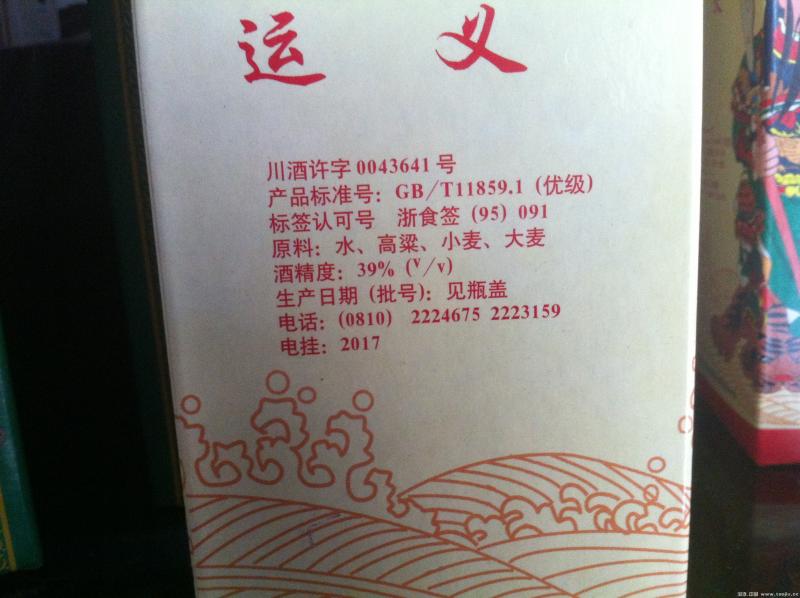 运 义
川酒许字 0043641 号
产品标准号：GB/T11859.1（优级）
标签认可号 浙食签（95）091
原料：水、高粱、小麦、大麦
酒精度：39%（v/v）
生产日期（批号）：见瓶盖
电话：（0810） 2224675 2223159
电挂：2017